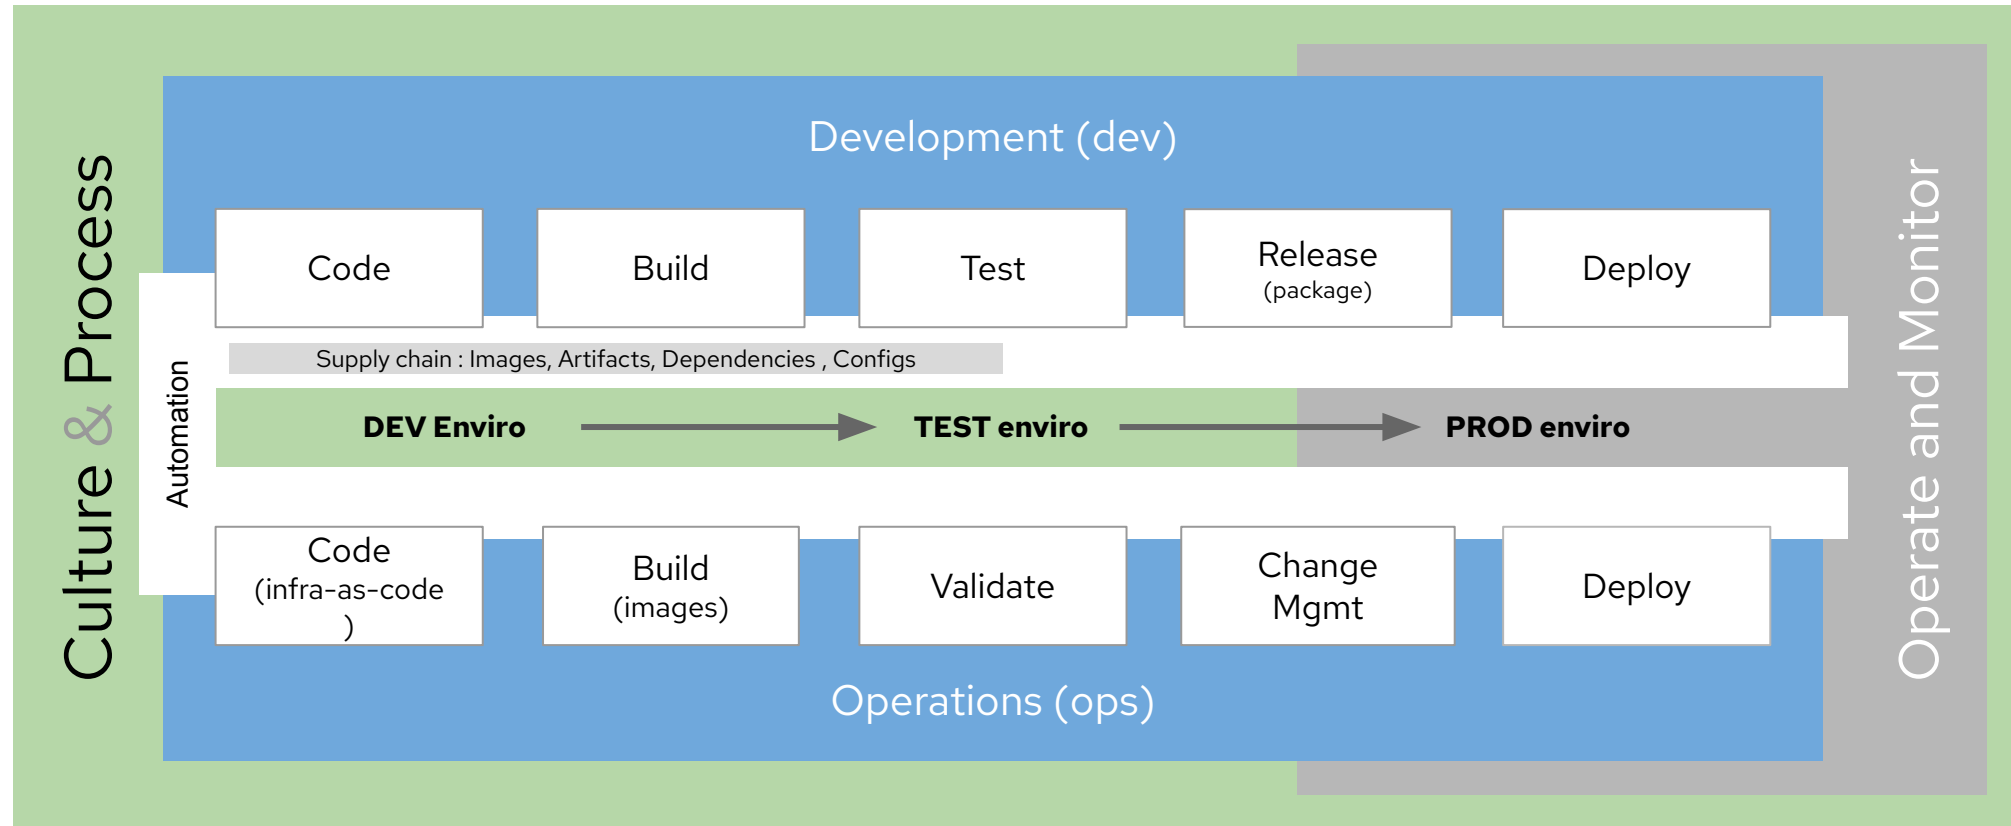 Culture & Process
Development (dev)
Code
Build
Test
Release
(package)
Deploy
Automation
Supply chain : Images, Artifacts, Dependencies , Configs
DEV Enviro
TEST enviro
PROD enviro
Code
(infra-as-code
)
Build
(images)
Validate
Change
Mgmt
Deploy
Operations (ops)
Operate and Monitor